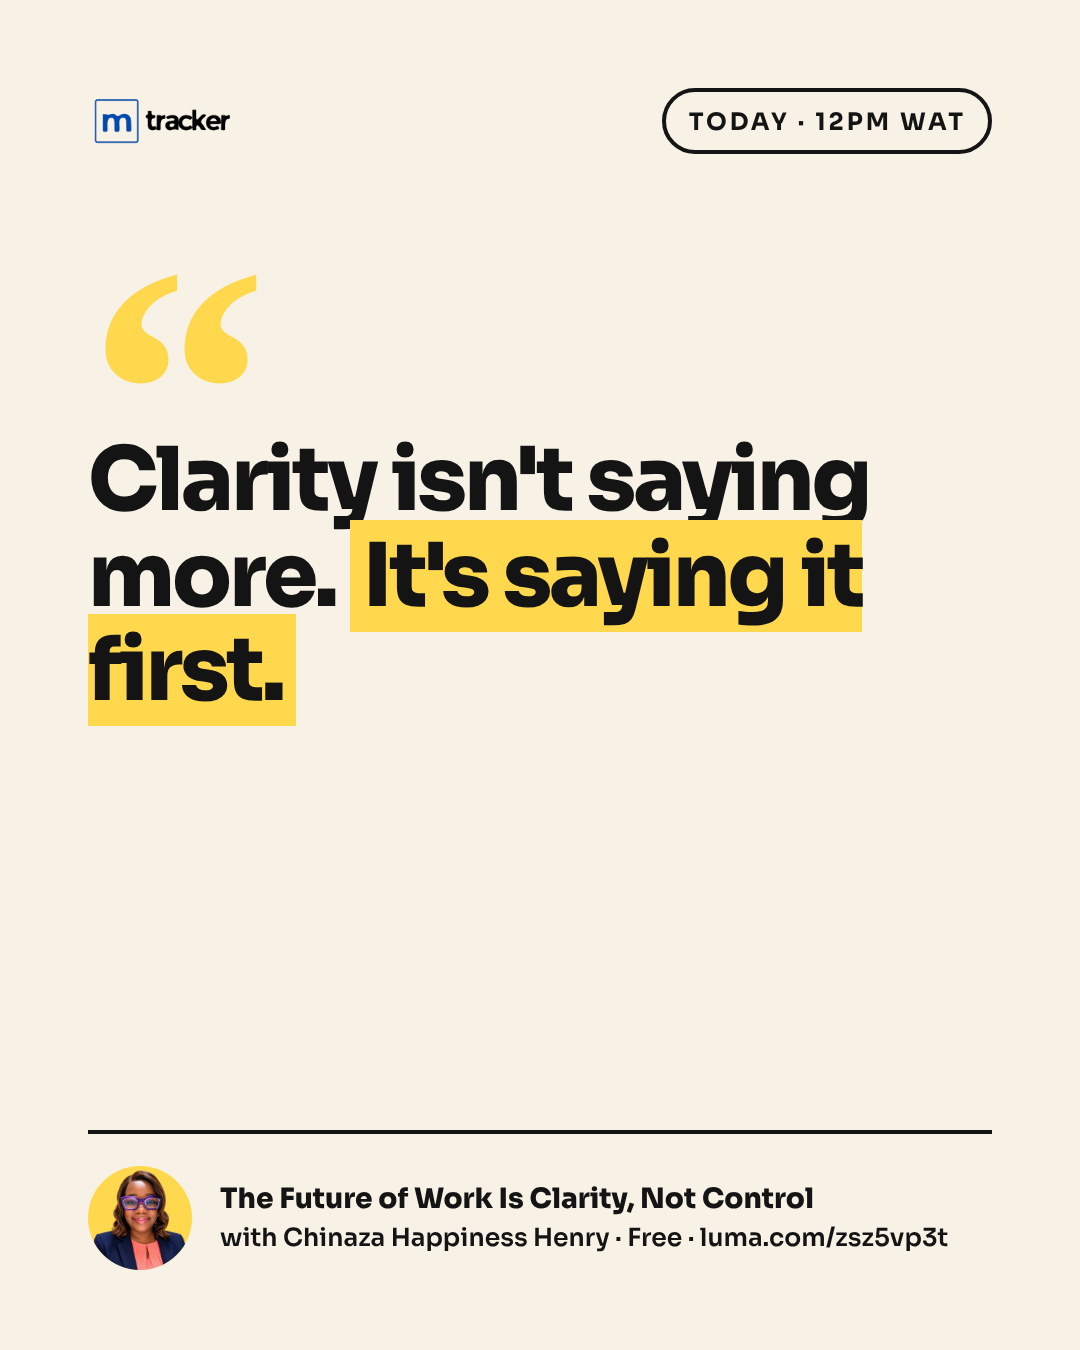 m tracker
TODAY · 12PM WAT
“
Clarity isn't saying
more. It's saying it
first.
The Future of Work Is Clarity, Not Control
with Chinaza Happiness Henry · Free · luma.com/zsz5vp3t